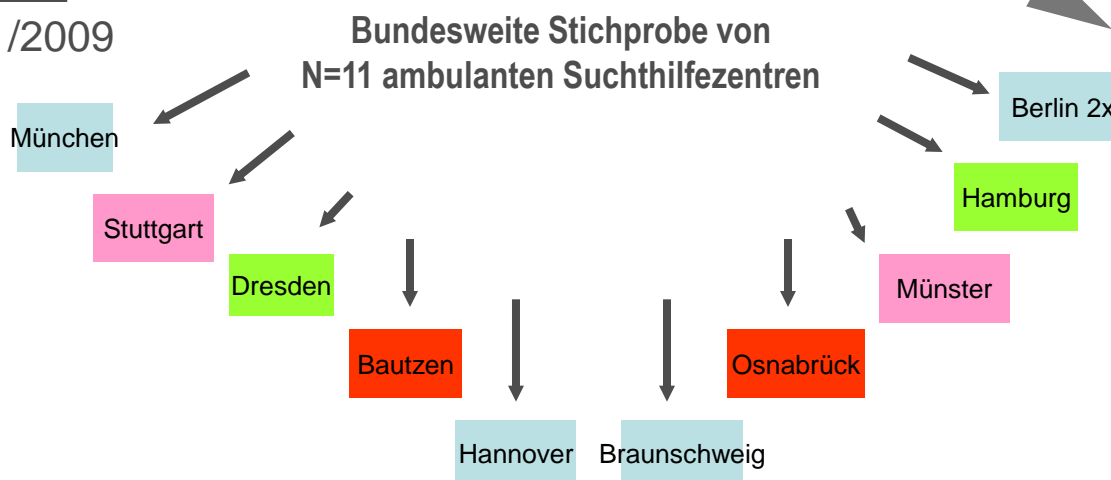 /2009
Bundesweite Stichprobe von
N=11 ambulanten Suchthilfezentren
Berlin 2x
München
Hamburg
Stuttgart
Dresden
Münster
Bautzen
Osnabrück
Hannover
Braunschweig